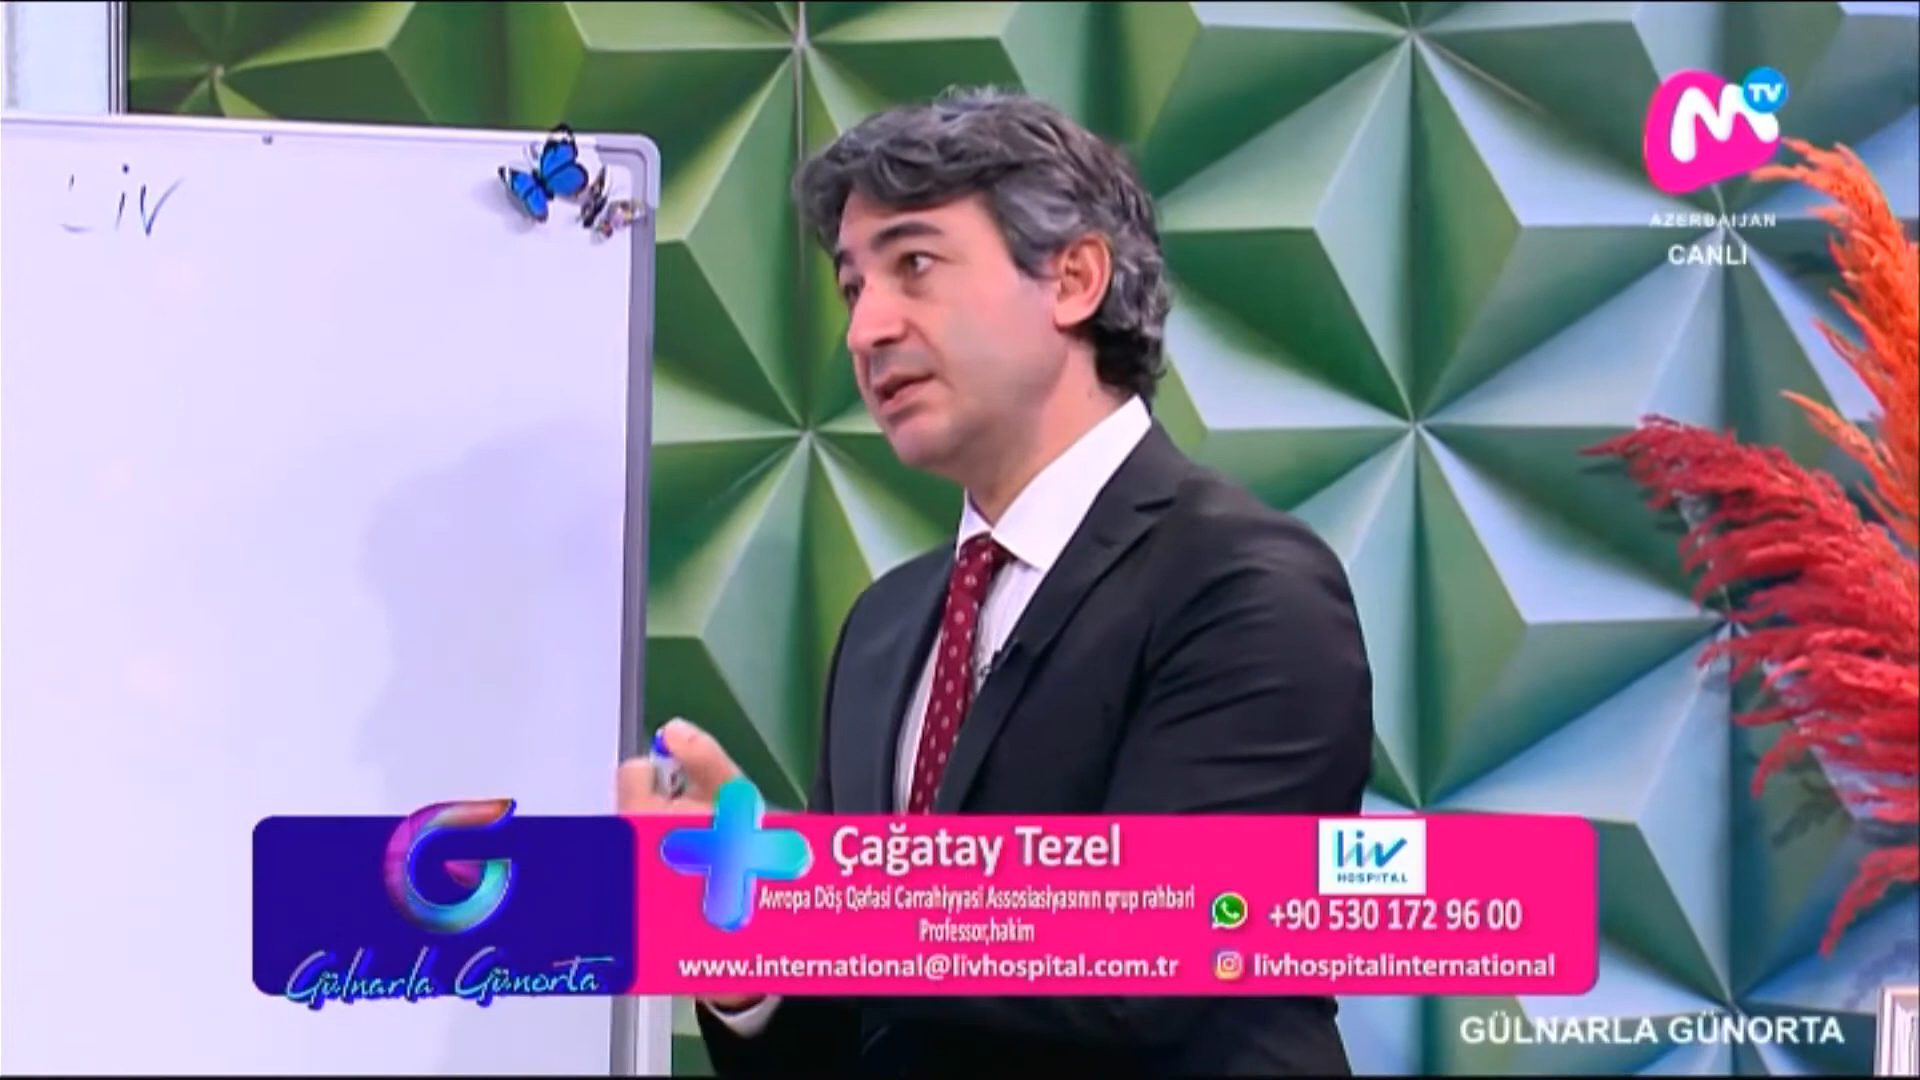 Liv
M TV
AZERBAIJAN
CANLI
G
Gülnarla Günorta
Çağatay Tezel
Avropa Döş Qəfəsi Cərrahiyyəsi Assosiasiyasının qrup rəhbəri
Professor,həkim
www.international@livhospital.com.tr
liv
HOSPITAL
+90 530 172 96 00
livhospitalinternational
GÜLNARLA GÜNORTA